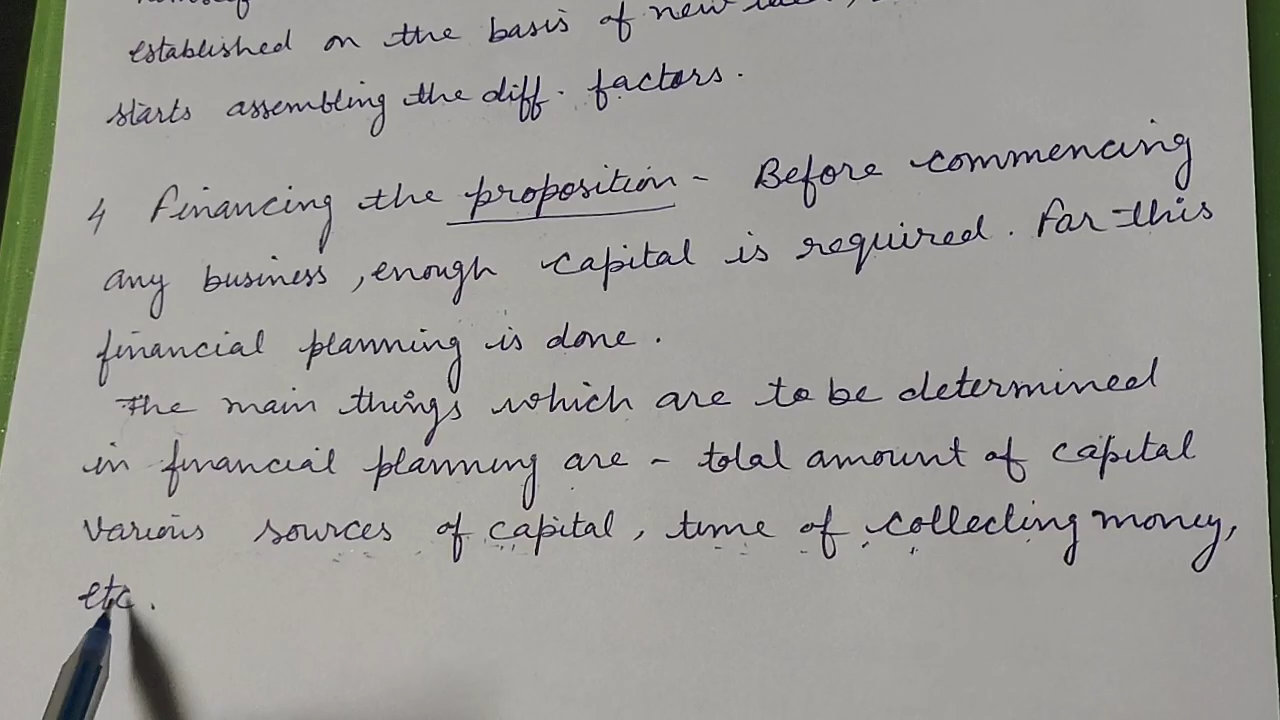 established on the basis of new
starts assembling the diff. factors.
4 Financing the proposition - Before commencing
any business, enough capital is required. For this
financial planning is done.
The main things which are to be determined
in financial planning are - total amount of capital
various sources of capital, time of collecting money,
etc.